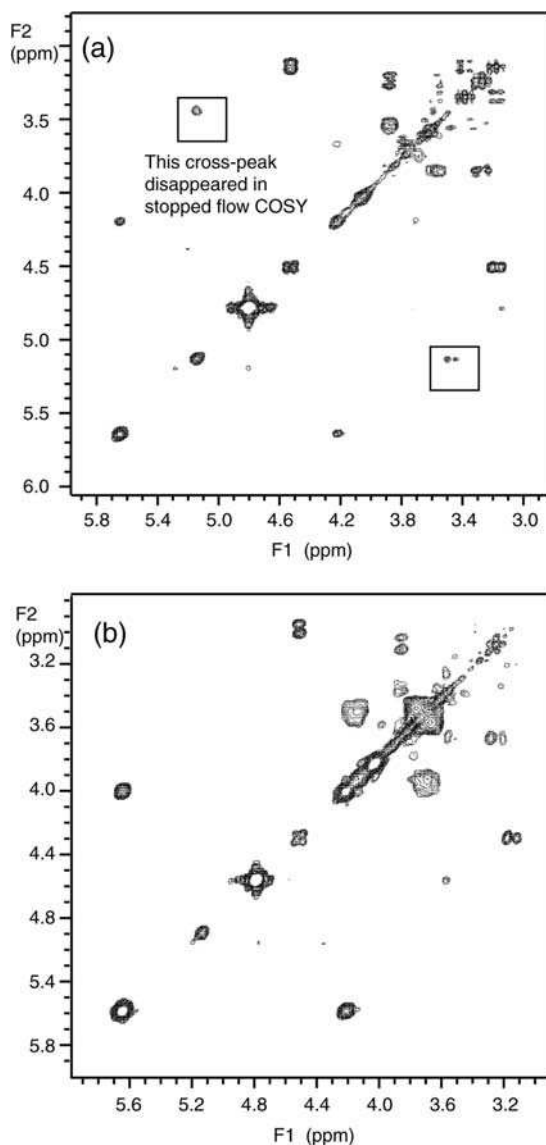 F2
(ppm)
(a)
3.5
This cross-peak
disappeared in
stopped flow COSY
4.0
4.5
5.0
5.5
6.0
5.8 5.4 5.0 4.6 4.2 3.8 3.4 3.0
F1 (ppm)
F2
(ppm)
(b)
3.2
3.6
4.0
4.4
4.8
5.4
5.8
5.6 5.2 4.8 4.4 4.0 3.6 3.2
F1 (ppm)